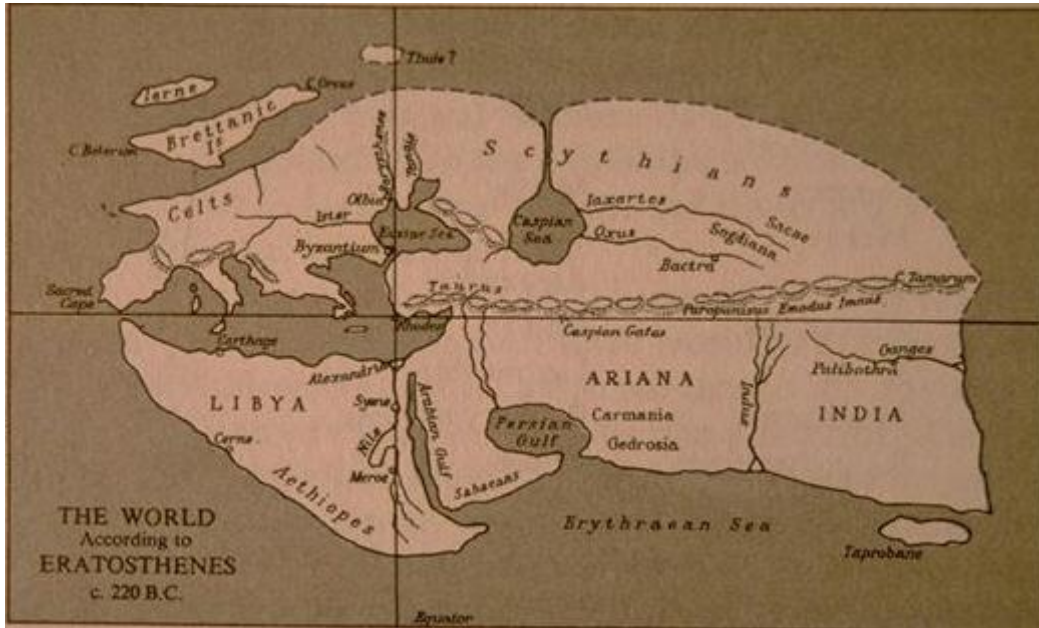 Thule?
Ierne
C. Orcus
Brettanic
Is
C. Belerium
Borysthenes
Tanais
Scythians
Celts
Olbia
Ister
Euxine Sea
Caspian
Sea
Iaxartes
Sacae
Sogdiana
Oxus
Byzantium
Bactra
Sacred
Cape
Taurus
C. Tamarum
Paropanisus Emodus Imaus
Rhodes
Caspian Gates
Carthage
Ganges
Palibothra
Alexandria
ARIANA
LIBYA
Syene
Arabian Gulf
Persian
Gulf
Carmania
Indus
INDIA
Cerne
Nile
Gedrosia
Meroe
Sabaeans
Aethiopes
THE WORLD
According to
ERATOSTHENES
c. 220 B.C.
Erythraean Sea
Taprobane
Equator